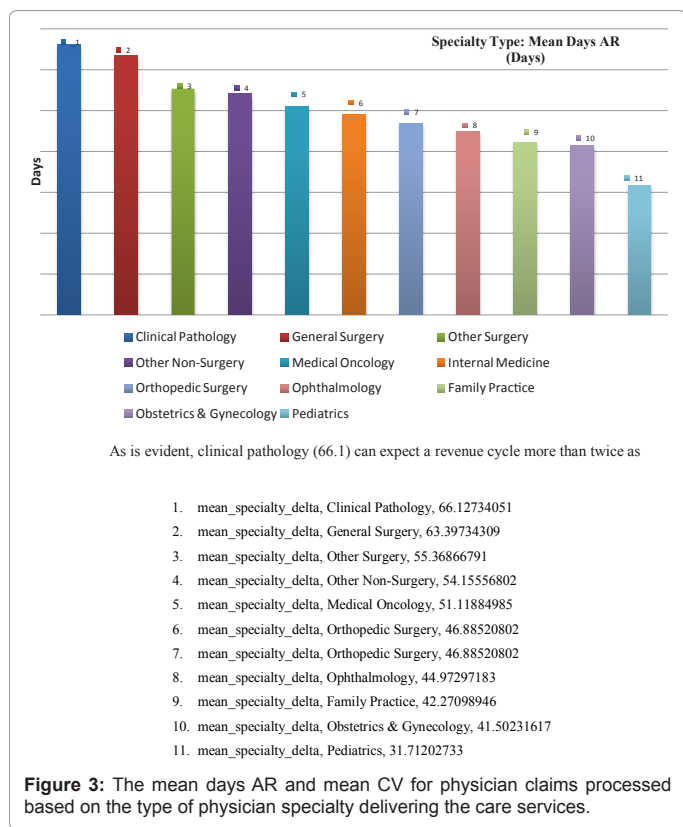 Specialty Type: Mean Days AR
(Days)
1
2
3
4
5
6
7
8
9
10
11
Days
Clinical Pathology General Surgery Other Surgery
Other Non-Surgery Medical Oncology Internal Medicine
Orthopedic Surgery Ophthalmology Family Practice
Obstetrics & Gynecology Pediatrics
As is evident, clinical pathology (66.1) can expect a revenue cycle more than twice as
1. mean_specialty_delta, Clinical Pathology, 66.12734051
2. mean_specialty_delta, General Surgery, 63.39734309
3. mean_specialty_delta, Other Surgery, 55.36866791
4. mean_specialty_delta, Other Non-Surgery, 54.15556802
5. mean_specialty_delta, Medical Oncology, 51.11884985
6. mean_specialty_delta, Orthopedic Surgery, 46.88520802
7. mean_specialty_delta, Orthopedic Surgery, 46.88520802
8. mean_specialty_delta, Ophthalmology, 44.97297183
9. mean_specialty_delta, Family Practice, 42.27098946
10. mean_specialty_delta, Obstetrics & Gynecology, 41.50231617
11. mean_specialty_delta, Pediatrics, 31.71202733
Figure 3: The mean days AR and mean CV for physician claims processed
based on the type of physician specialty delivering the care services.